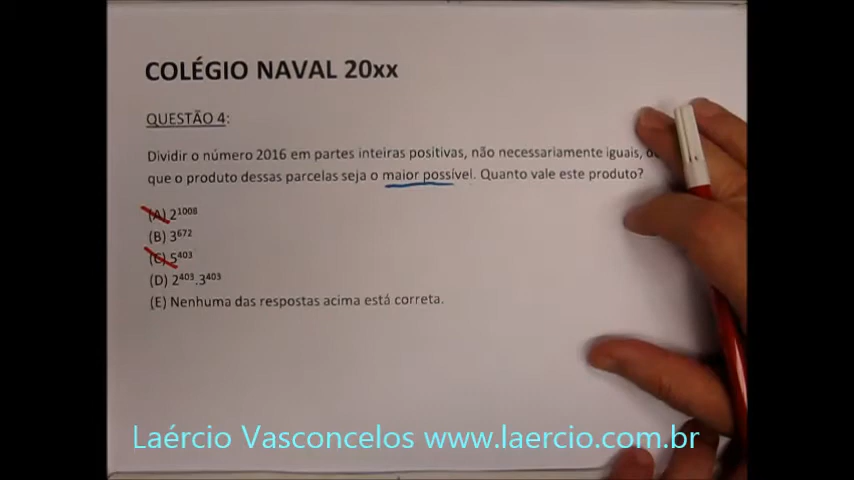 COLÉGIO NAVAL 20xx
QUESTÃO 4:
Dividir o número 2016 em partes inteiras positivas, não necessariamente iguais,
que o produto dessas parcelas seja o maior possível. Quanto vale este produto?
(A) 2¹⁰⁰⁸
(B) 3⁶⁷²
(C) 5⁴⁰³
(D) 2⁴⁰³.3⁴⁰³
(E) Nenhuma das respostas acima está correta.
Laércio Vasconcelos www.laercio.com.br